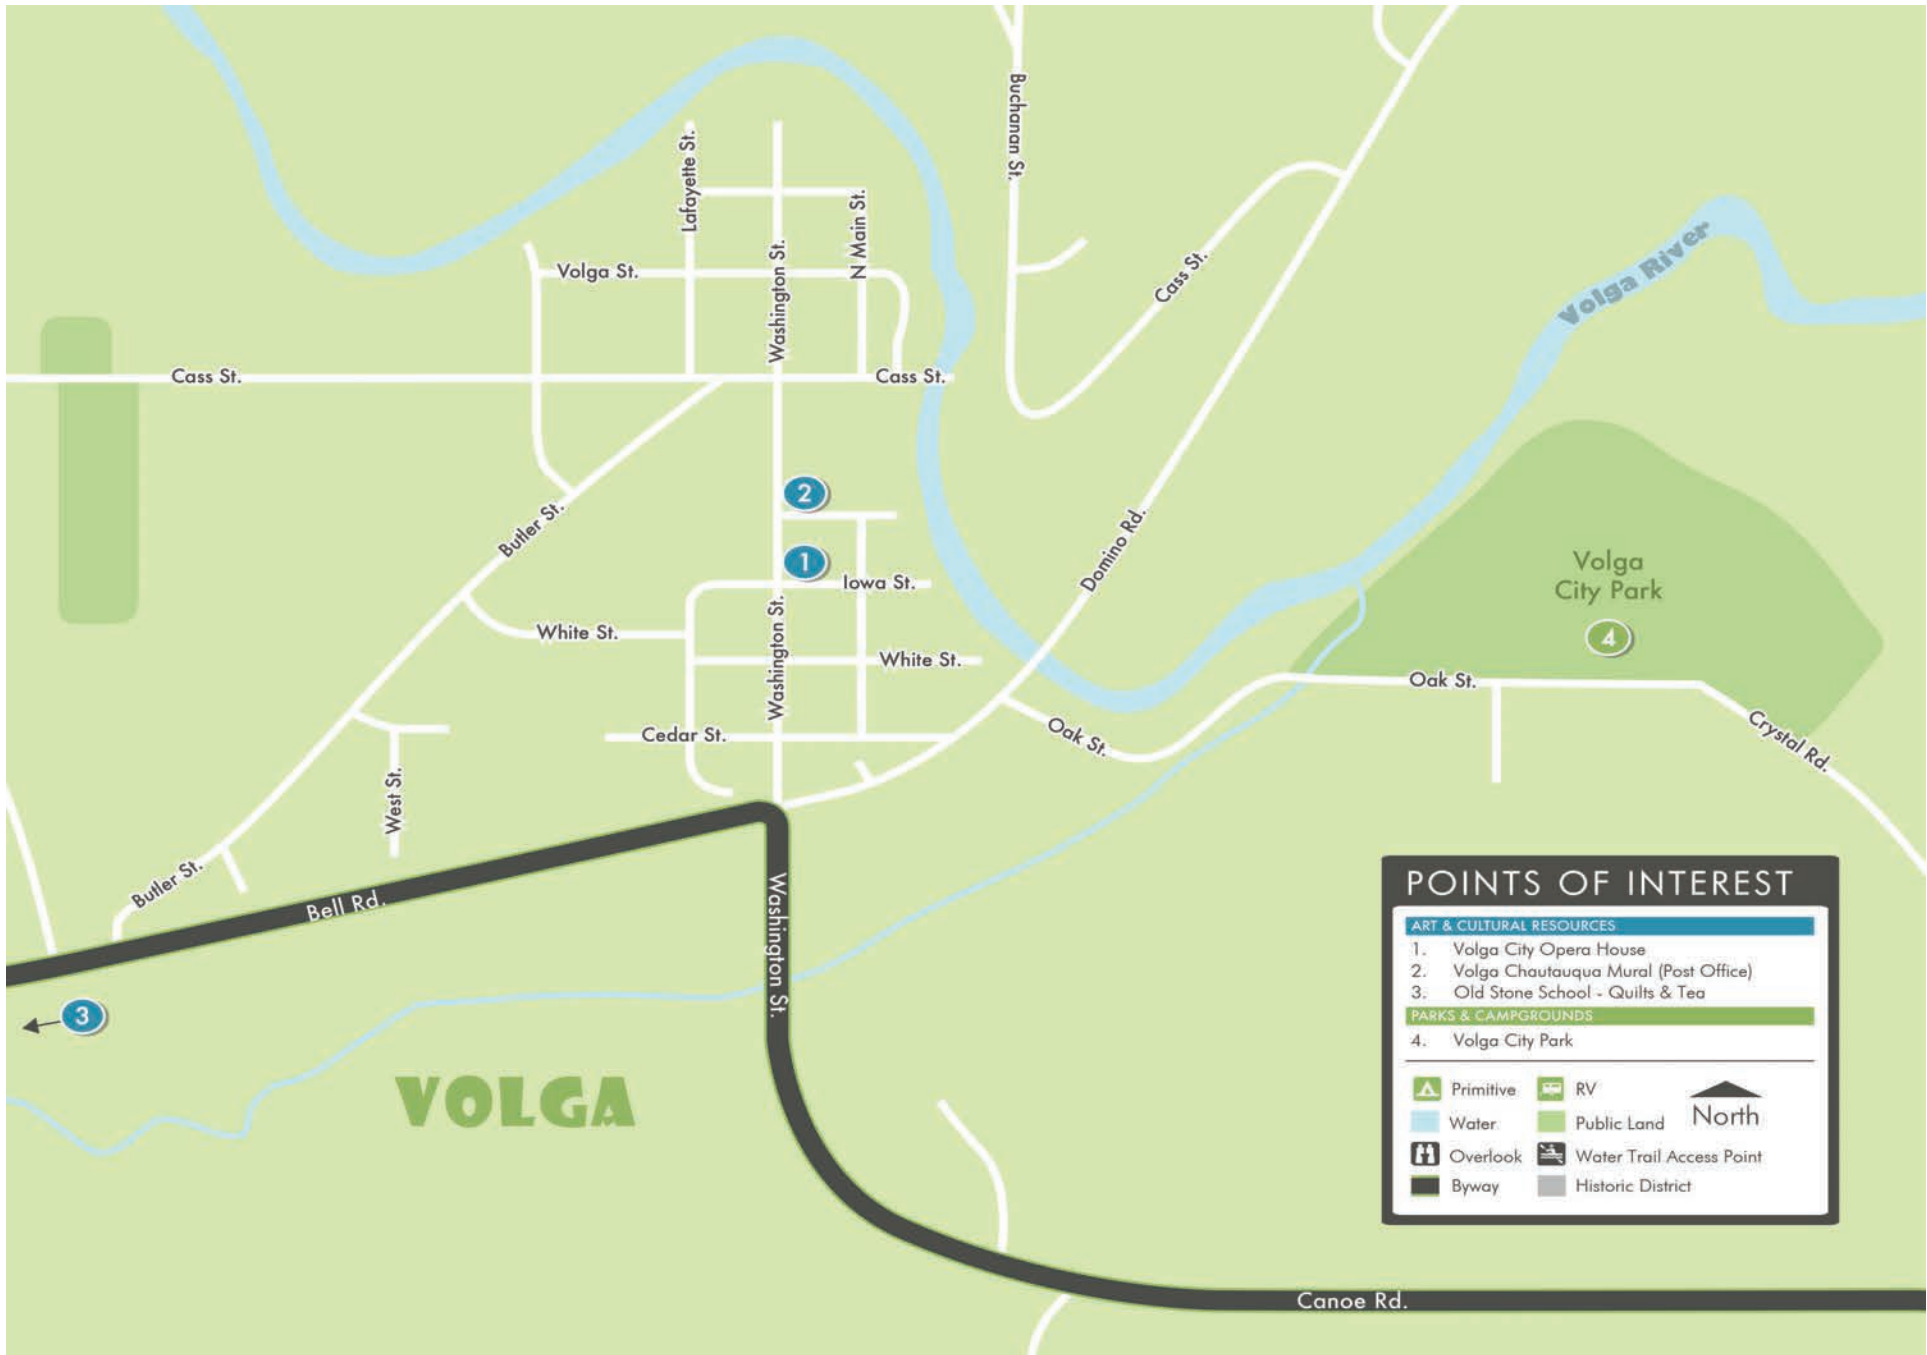 Buchanan St.
Lafayette St.
N Main St.
Washington St.
Volga St.
Cass St.
Volga River
Cass St.
Cass St.
2
Butler St.
Domino Rd.
1
Iowa St.
Volga
City Park
4
White St.
White St.
Washington St.
Oak St.
Cedar St.
Oak St.
Crystal Rd.
West St.
Butler St.
Bell Rd.
Washington St.
3
VOLGA
Canoe Rd.
POINTS OF INTEREST
ART & CULTURAL RESOURCES
1. Volga City Opera House
2. Volga Chautauqua Mural (Post Office)
3. Old Stone School - Quilts & Tea
PARKS & CAMPGROUNDS
4. Volga City Park
Primitive
RV
Water
Public Land
North
Overlook
Water Trail Access Point
Byway
Historic District